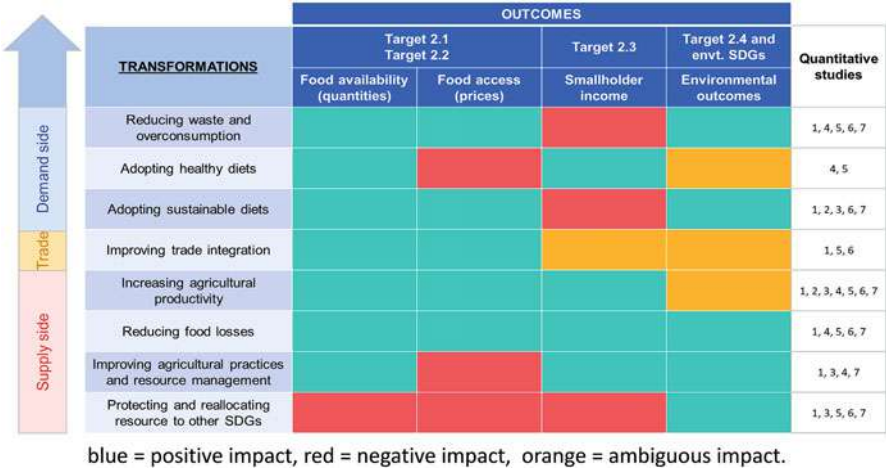 OUTCOMES
TRANSFORMATIONS
Target 2.1
Target 2.2
Target 2.3
Target 2.4 and
envt. SDGs
Quantitative
studies
Food availability
(quantities)
Food access
(prices)
Smallholder
income
Environmental
outcomes
Demand side
Reducing waste and
overconsumption
1, 4, 5, 6, 7
Adopting healthy diets
4, 5
Adopting sustainable diets
1, 2, 3, 6, 7
Trade
Improving trade integration
1, 5, 6
Supply side
Increasing agricultural
productivity
1, 2, 3, 4, 5, 6, 7
Reducing food losses
1, 4, 5, 6, 7
Improving agricultural practices
and resource management
1, 3, 4, 7
Protecting and reallocating
resource to other SDGs
1, 3, 5, 6, 7
blue = positive impact, red = negative impact, orange = ambiguous impact.